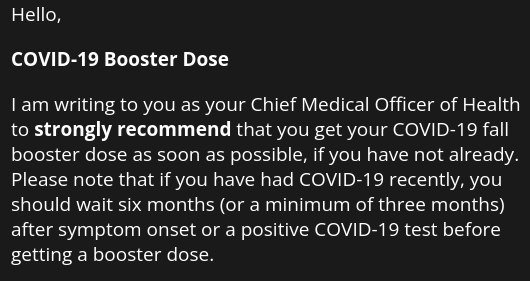 Hello,
COVID-19 Booster Dose
I am writing to you as your Chief Medical Officer of Health
to strongly recommend that you get your COVID-19 fall
booster dose as soon as possible, if you have not already.
Please note that if you have had COVID-19 recently, you
should wait six months (or a minimum of three months)
after symptom onset or a positive COVID-19 test before
getting a booster dose.